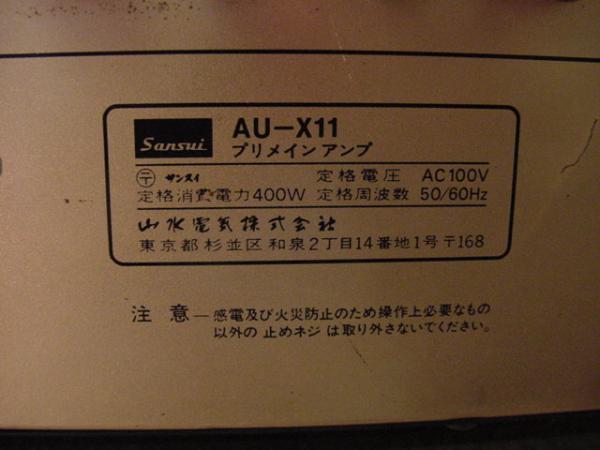 Sansui AU-X11
プリメインアンプ
〒 サンスイ 定格電圧 AC100V
定格消費電力400W 定格周波数 50/60Hz
山水電気株式会社
東京都杉並区和泉2丁目14番地1号〒168
注 意―感電及び火災防止のため操作上必要なもの
以外の止めネジは取り外さないでください。